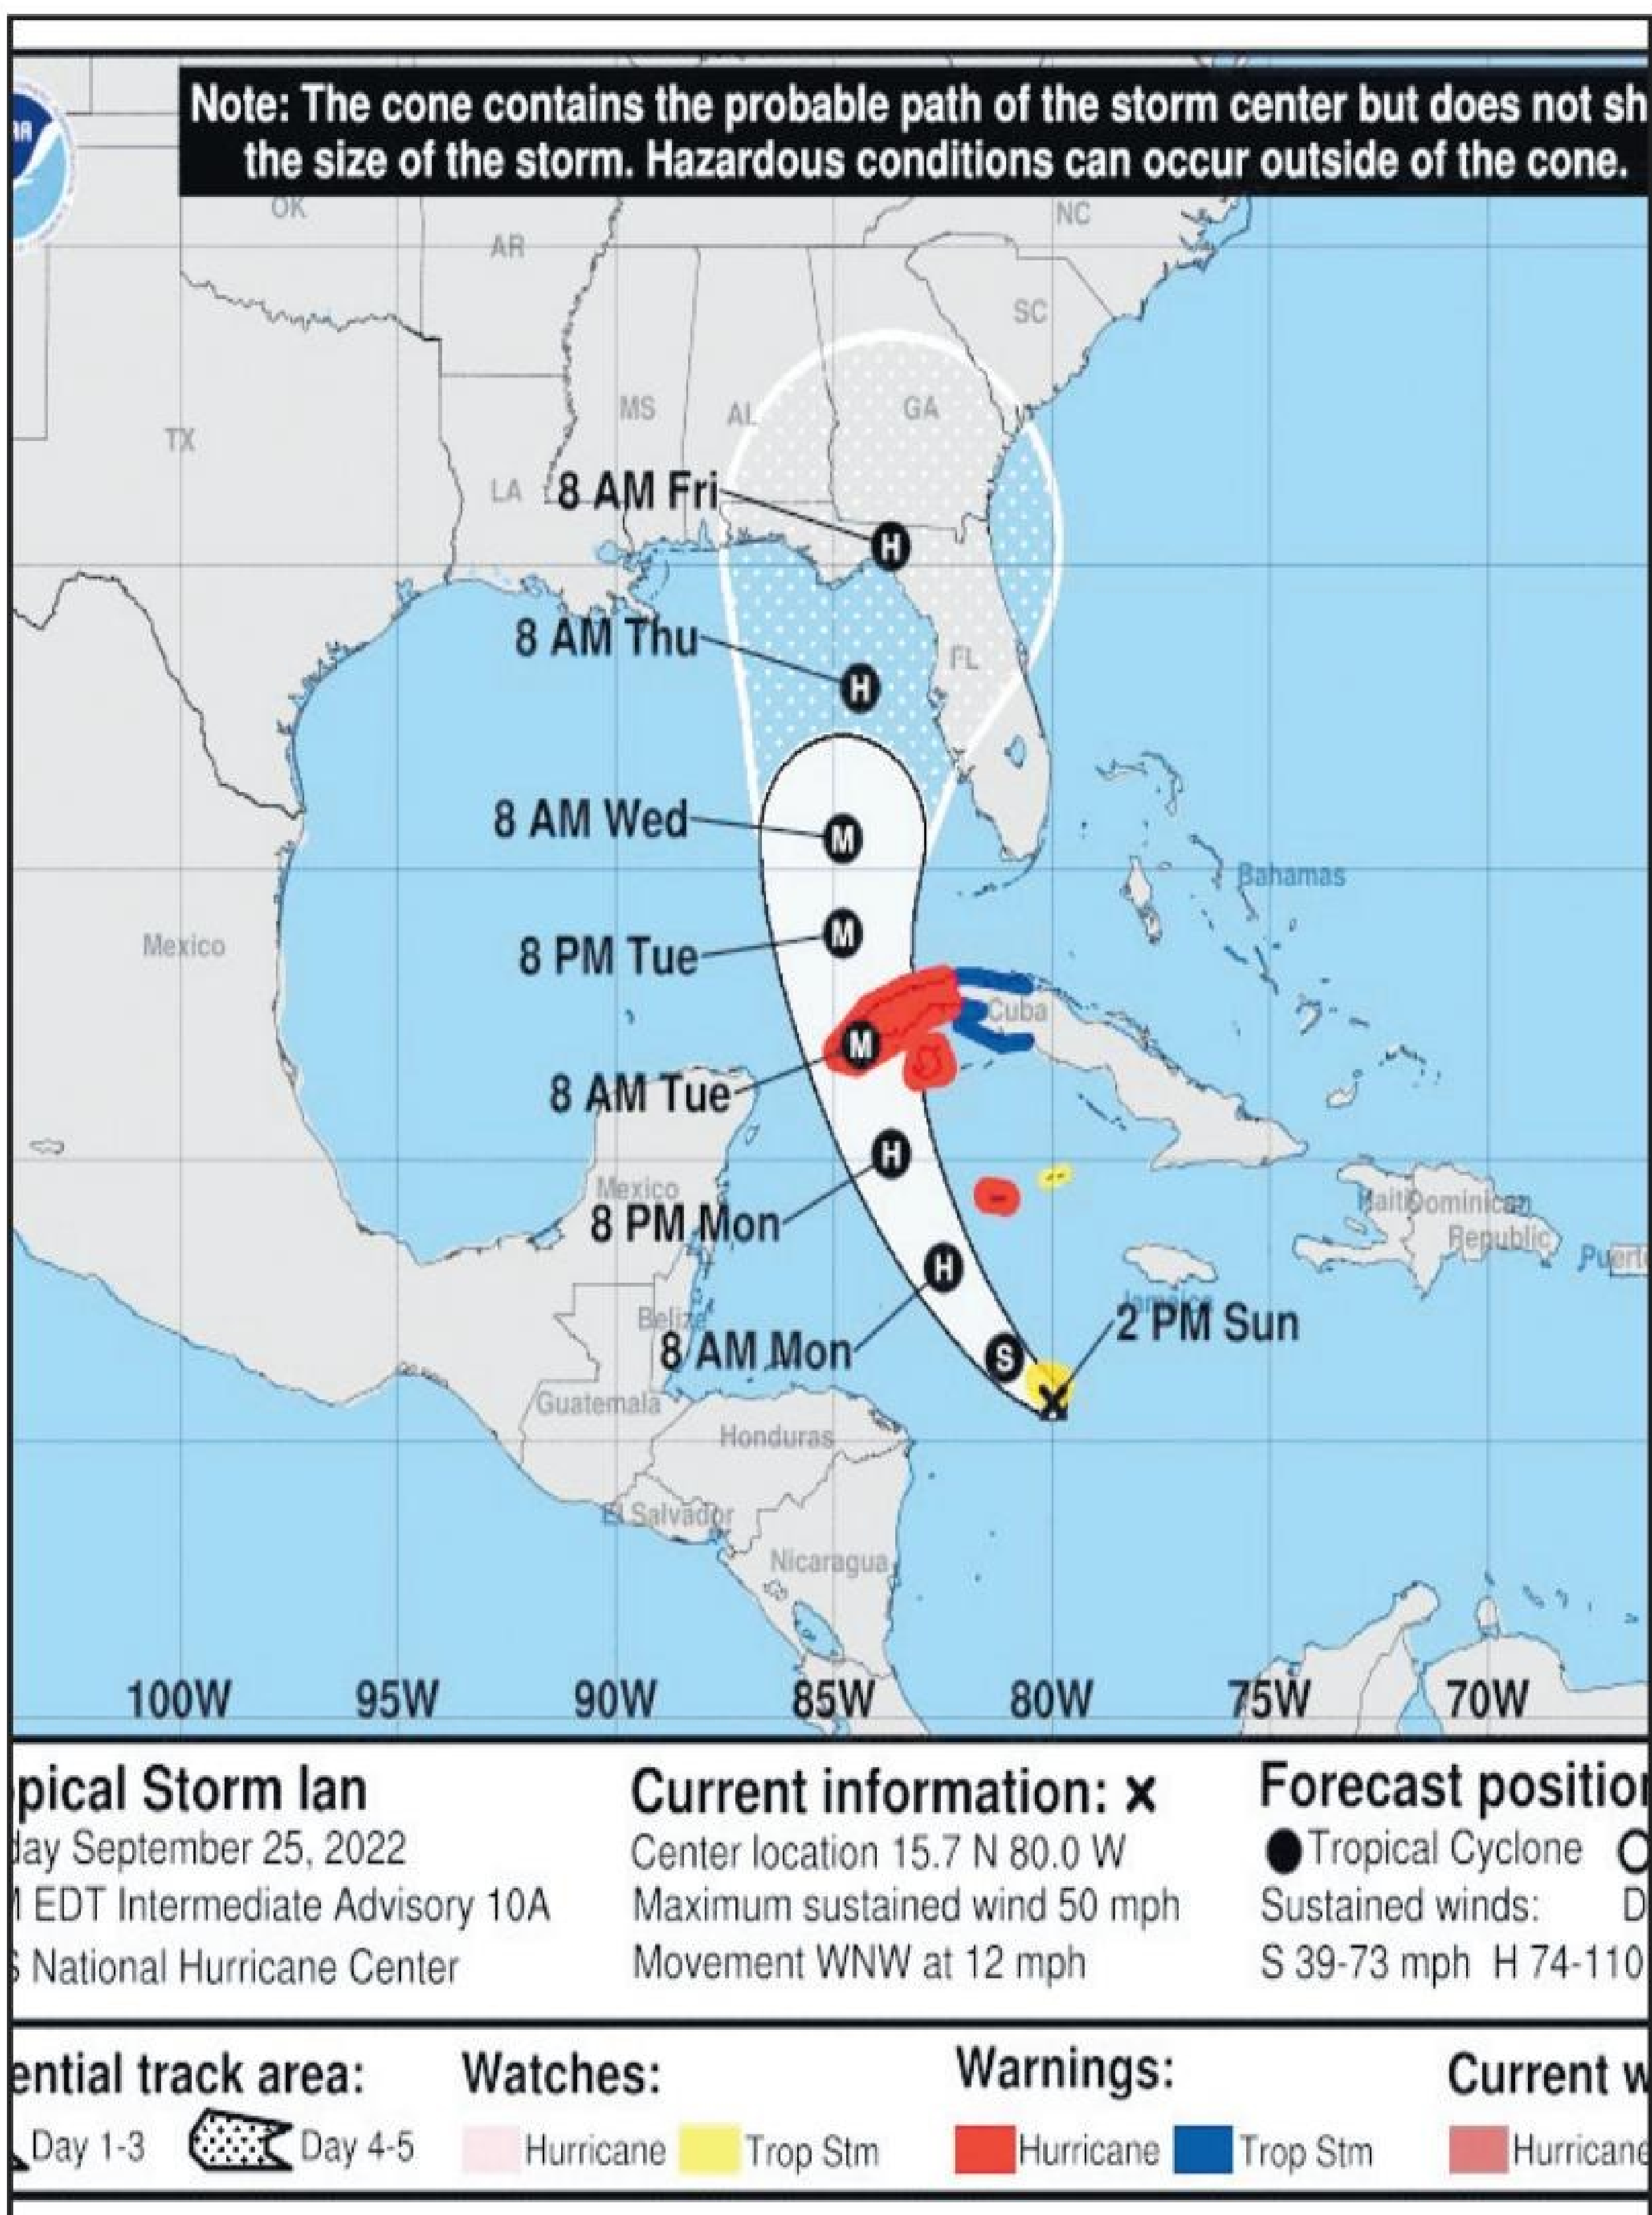 Note: The cone contains the probable path of the storm center but does not sh
the size of the storm. Hazardous conditions can occur outside of the cone.
AA
OK
AR
NC
SC
TX
MS
AL
GA
LA
8 AM Fri
H
8 AM Thu
FL
H
8 AM Wed
M
Bahamas
8 PM Tue
M
Mexico
Cuba
M
8 AM Tue
H
Mexico
8 PM Mon
Haiti
Dominican
Republic
Puert
H
Jamaica
Belize
2 PM Sun
8 AM Mon
S
Guatemala
Honduras
El Salvador
Nicaragua
100W 95W 90W 85W 80W 75W 70W
pical Storm Ian
day September 25, 2022
M EDT Intermediate Advisory 10A
S National Hurricane Center
Current information: x
Center location 15.7 N 80.0 W
Maximum sustained wind 50 mph
Movement WNW at 12 mph
Forecast position
Tropical Cyclone
Sustained winds: D
S 39-73 mph H 74-110
ential track area:
Day 1-3 Day 4-5
Watches:
Hurricane Trop Stm
Warnings:
Hurricane Trop Stm
Current w
Hurricane